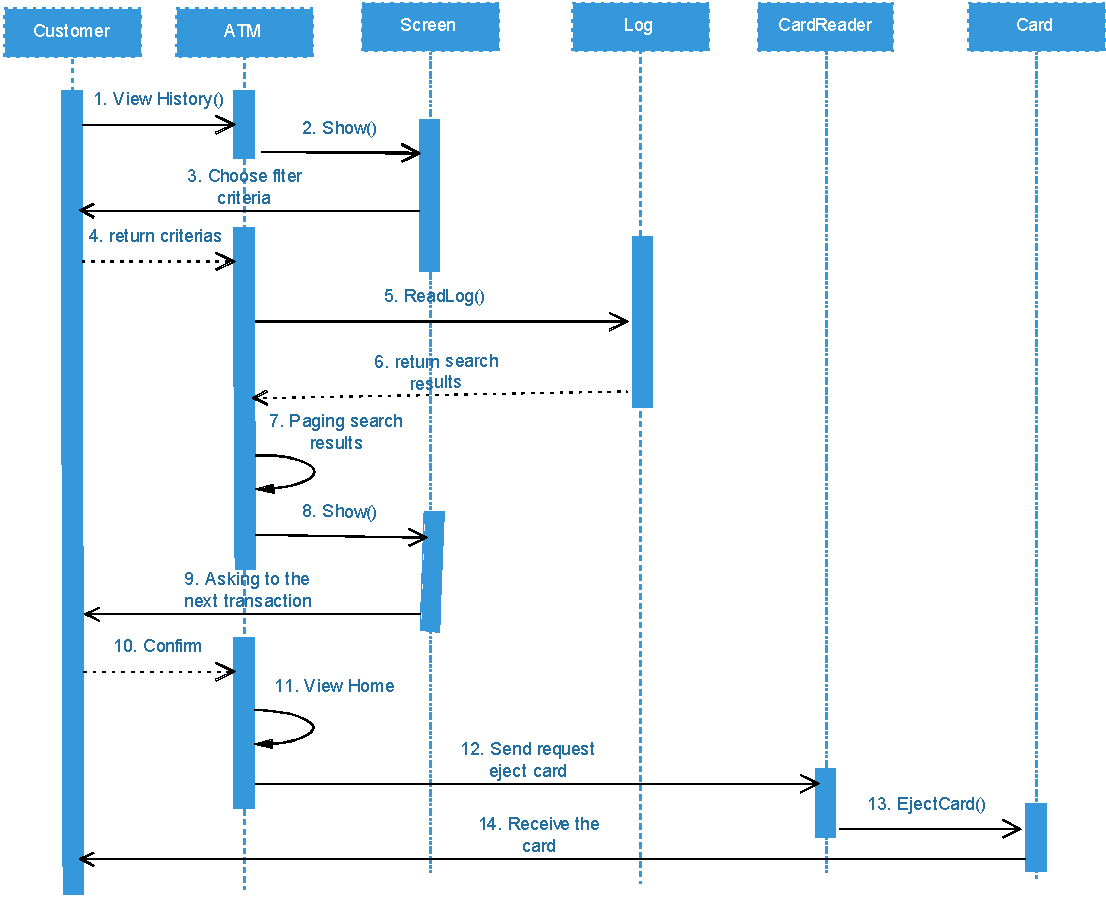 Customer
ATM
Screen
Log
CardReader
Card
1. View History()
2. Show()
3. Choose flter
criteria
4. return criterias
5. ReadLog()
6. return search
results
7. Paging search
results
8. Show()
9. Asking to the
next transaction
10. Confirm
11. View Home
12. Send request
eject card
13. EjectCard()
14. Receive the
card